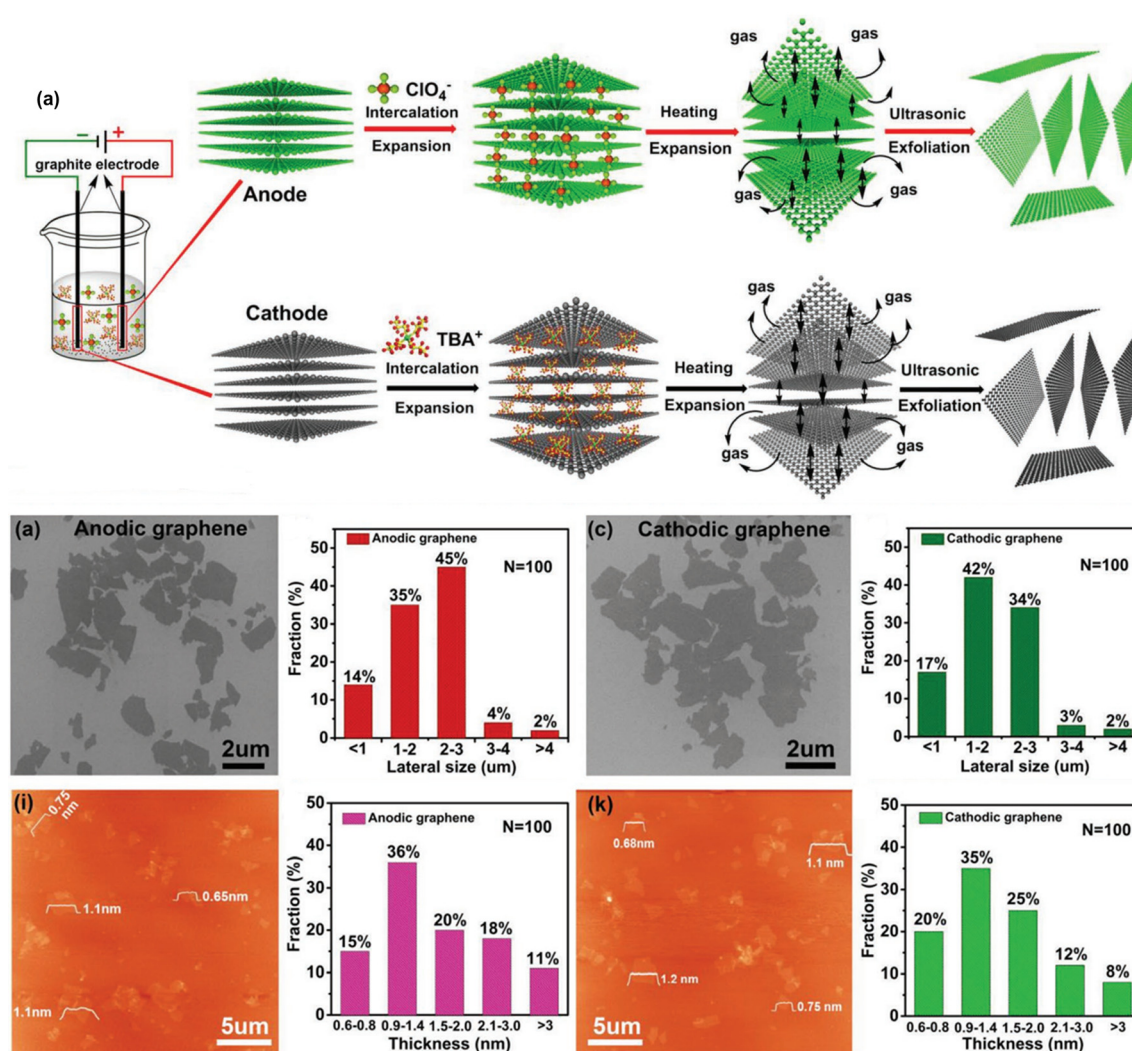 (a)
− +
graphite electrode
Anode
ClO₄⁻
Intercalation
Expansion
Heating
Expansion
gas
gas
gas
gas
Ultrasonic
Exfoliation
Cathode
TBA⁺
Intercalation
Expansion
Heating
Expansion
gas
gas
gas
gas
Ultrasonic
Exfoliation
(a) Anodic graphene
2um
Anodic graphene
N=100
Fraction (%)
50
40
30
20
10
0
14%
35%
45%
4%
2%
<1 1-2 2-3 3-4 >4
Lateral size (um)
(c) Cathodic graphene
2um
Cathodic graphene
N=100
Fraction (%)
50
40
30
20
10
0
17%
42%
34%
3%
2%
<1 1-2 2-3 3-4 >4
Lateral size (um)
(i)
0.75
nm
1.1nm
0.65nm
1.1nm
5um
Anodic graphene
N=100
Fraction (%)
50
40
30
20
10
0
15%
36%
20%
18%
11%
0.6-0.8 0.9-1.4 1.5-2.0 2.1-3.0 >3
Thickness (nm)
(k)
0.68nm
1.1 nm
1.2 nm
0.75 nm
5um
Cathodic graphene
N=100
Fraction (%)
50
40
30
20
10
0
20%
35%
25%
12%
8%
0.6-0.8 0.9-1.4 1.5-2.0 2.1-3.0 >3
Thickness (nm)